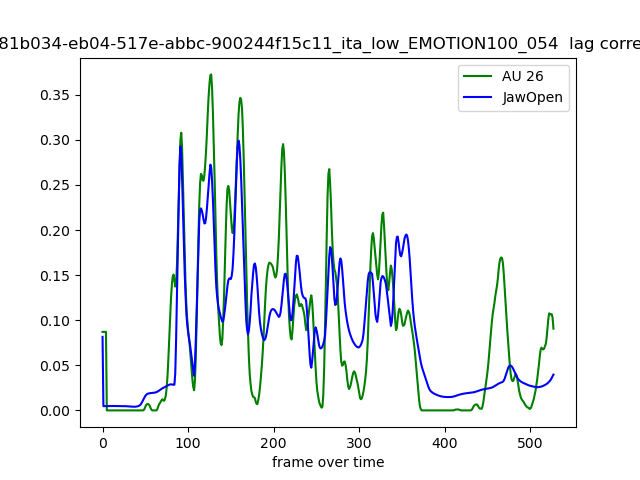 81b034-eb04-517e-abbc-900244f15c11_ita_low_EMOTION100_054 lag corre
AU 26
JawOpen
0.35
0.30
0.25
0.20
0.15
0.10
0.05
0.00
0 100 200 300 400 500
frame over time